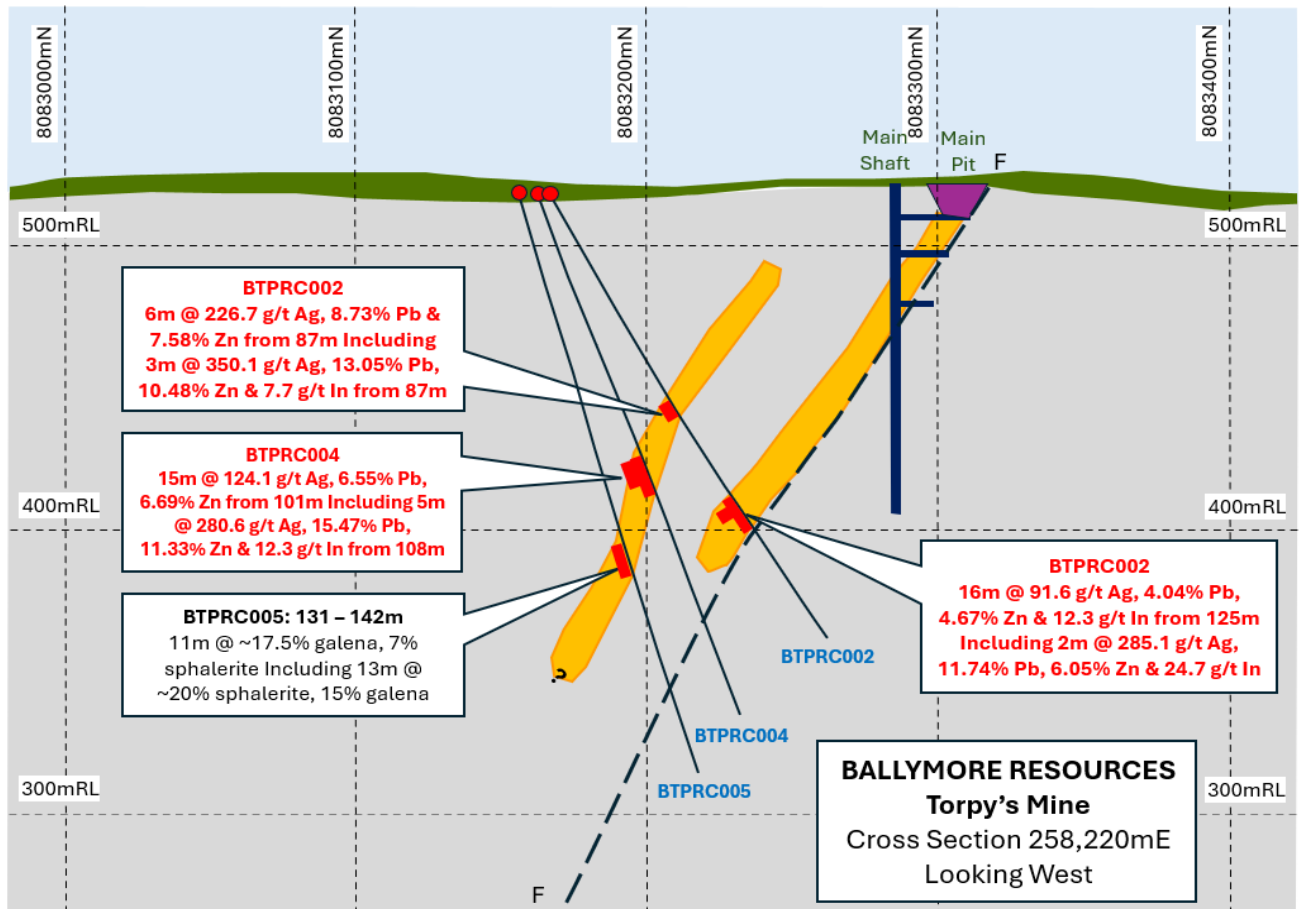 8083000mN
8083100mN
8083200mN
8083300mN
8083400mN
Main
Shaft
Main
Pit
F
500mRL
500mRL
BTPRC002
6m @ 226.7 g/t Ag, 8.73% Pb &
7.58% Zn from 87m Including
3m @ 350.1 g/t Ag, 13.05% Pb,
10.48% Zn & 7.7 g/t In from 87m
BTPRC004
15m @ 124.1 g/t Ag, 6.55% Pb,
6.69% Zn from 101m Including 5m
@ 280.6 g/t Ag, 15.47% Pb,
11.33% Zn & 12.3 g/t In from 108m
400mRL
400mRL
BTPRC005: 131 – 142m
11m @ ~17.5% galena, 7%
sphalerite Including 13m @
~20% sphalerite, 15% galena
BTPRC002
16m @ 91.6 g/t Ag, 4.04% Pb,
4.67% Zn & 12.3 g/t In from 125m
Including 2m @ 285.1 g/t Ag,
11.74% Pb, 6.05% Zn & 24.7 g/t In
?
BTPRC002
BTPRC004
BTPRC005
300mRL
300mRL
BALLYMORE RESOURCES
Torpy's Mine
Cross Section 258,220mE
Looking West
F